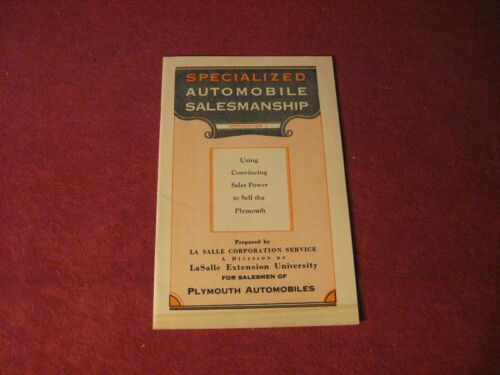 SPECIALIZED
AUTOMOBILE
SALESMANSHIP
APPLICATION
Using
Convincing
Sales Power
to Sell the
Plymouth
Prepared by
LA SALLE CORPORATION SERVICE
A DIVISION OF
LaSalle Extension University
FOR SALESMEN OF
PLYMOUTH AUTOMOBILES